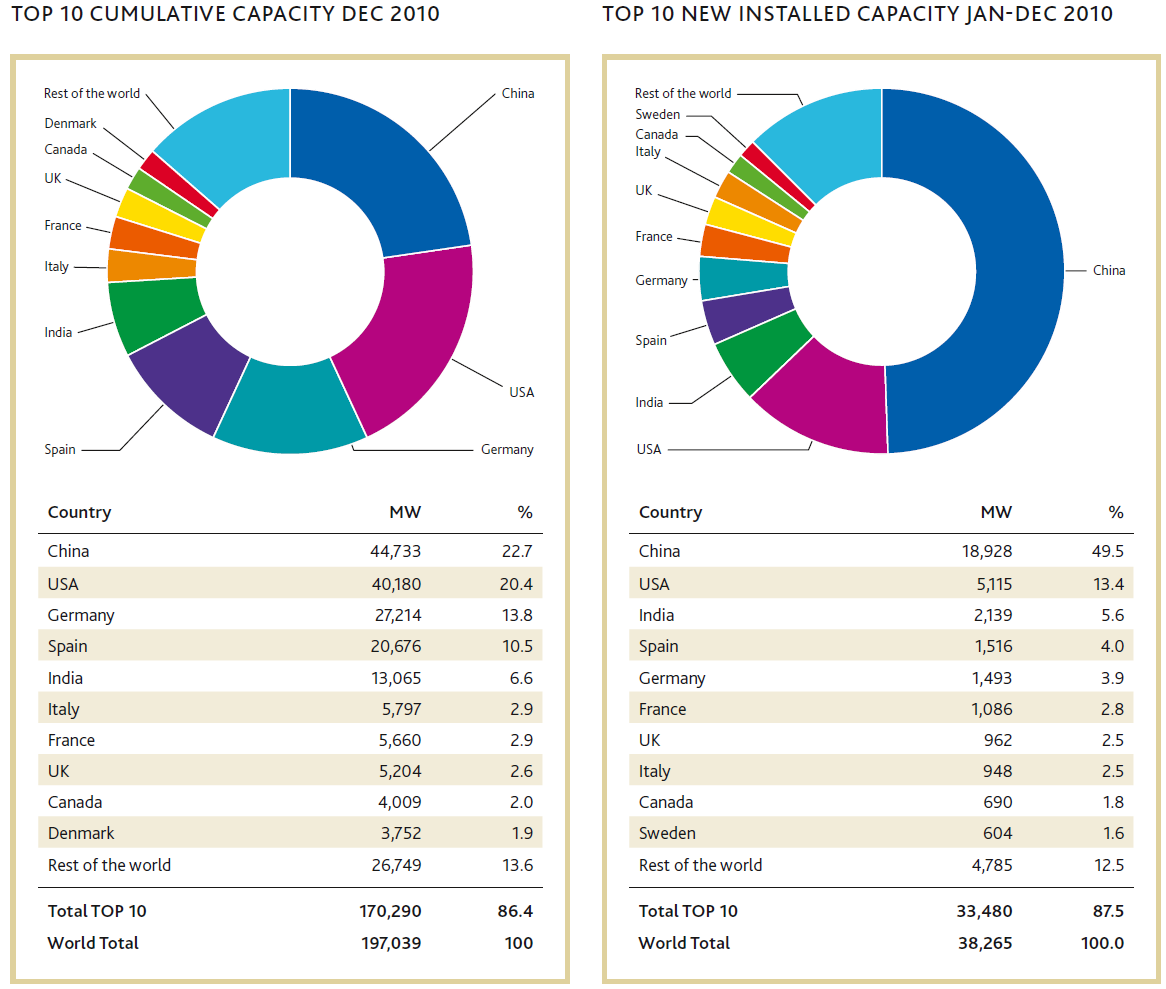 TOP 10 CUMULATIVE CAPACITY DEC 2010
Rest of the world
Denmark
Canada
UK
France
Italy
India
Spain
China
USA
Germany
Country MW %
China 44,733 22.7
USA 40,180 20.4
Germany 27,214 13.8
Spain 20,676 10.5
India 13,065 6.6
Italy 5,797 2.9
France 5,660 2.9
UK 5,204 2.6
Canada 4,009 2.0
Denmark 3,752 1.9
Rest of the world 26,749 13.6
Total TOP 10 170,290 86.4
World Total 197,039 100
TOP 10 NEW INSTALLED CAPACITY JAN-DEC 2010
Rest of the world
Sweden
Canada
Italy
UK
France
Germany
Spain
India
USA
China
Country MW %
China 18,928 49.5
USA 5,115 13.4
India 2,139 5.6
Spain 1,516 4.0
Germany 1,493 3.9
France 1,086 2.8
UK 962 2.5
Italy 948 2.5
Canada 690 1.8
Sweden 604 1.6
Rest of the world 4,785 12.5
Total TOP 10 33,480 87.5
World Total 38,265 100.0